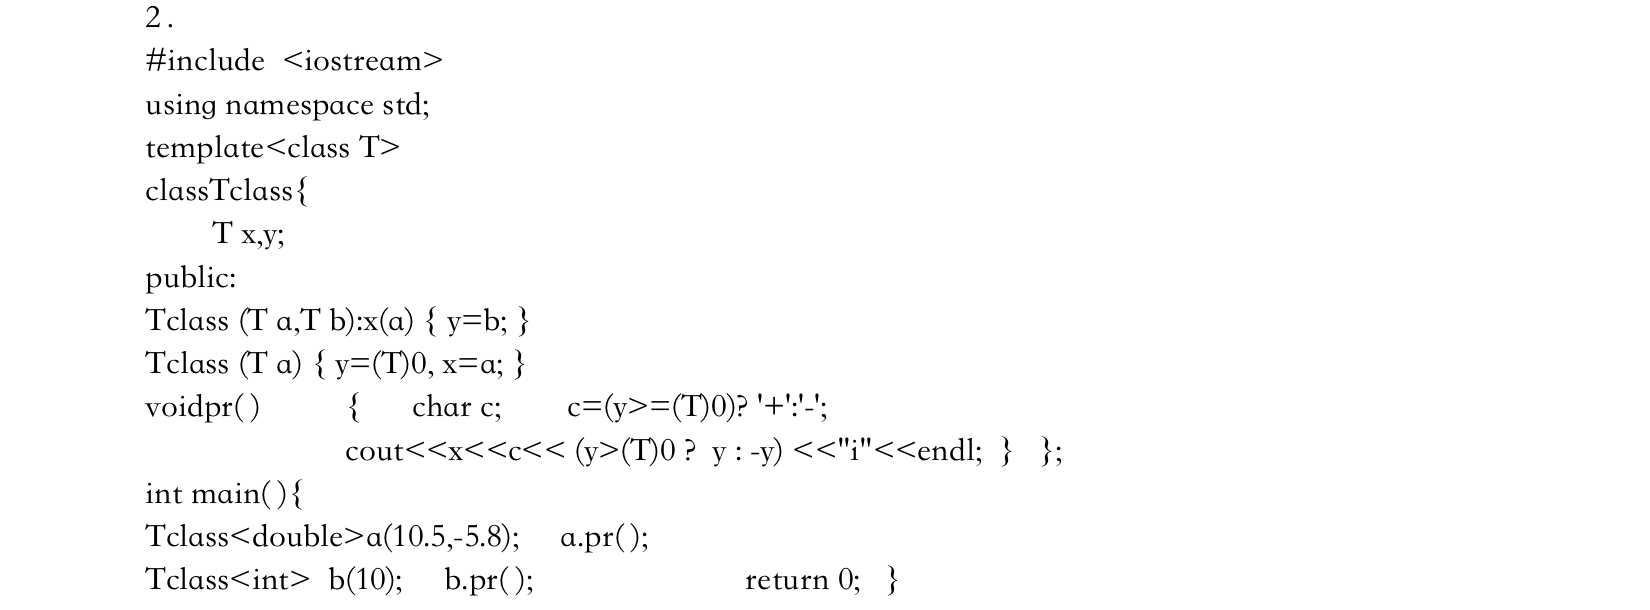 2 .
#include  <iostream>
using namespace std;
template<class T>
classTclass{
T x,y;
public:
Tclass (T a,T b):x(a) { y=b; }
Tclass (T a) { y=(T)0, x=a; }
voidpr( )  {  char c;  c=(y>=(T)0)? '+':'-';
cout<<x<<c<< (y>(T)0 ?  y : -y) <<"i"<<endl;  }  };
int main( ){
Tclass<double>a(10.5,-5.8);  a.pr( );
Tclass<int>  b(10);  b.pr( );  return 0;  }